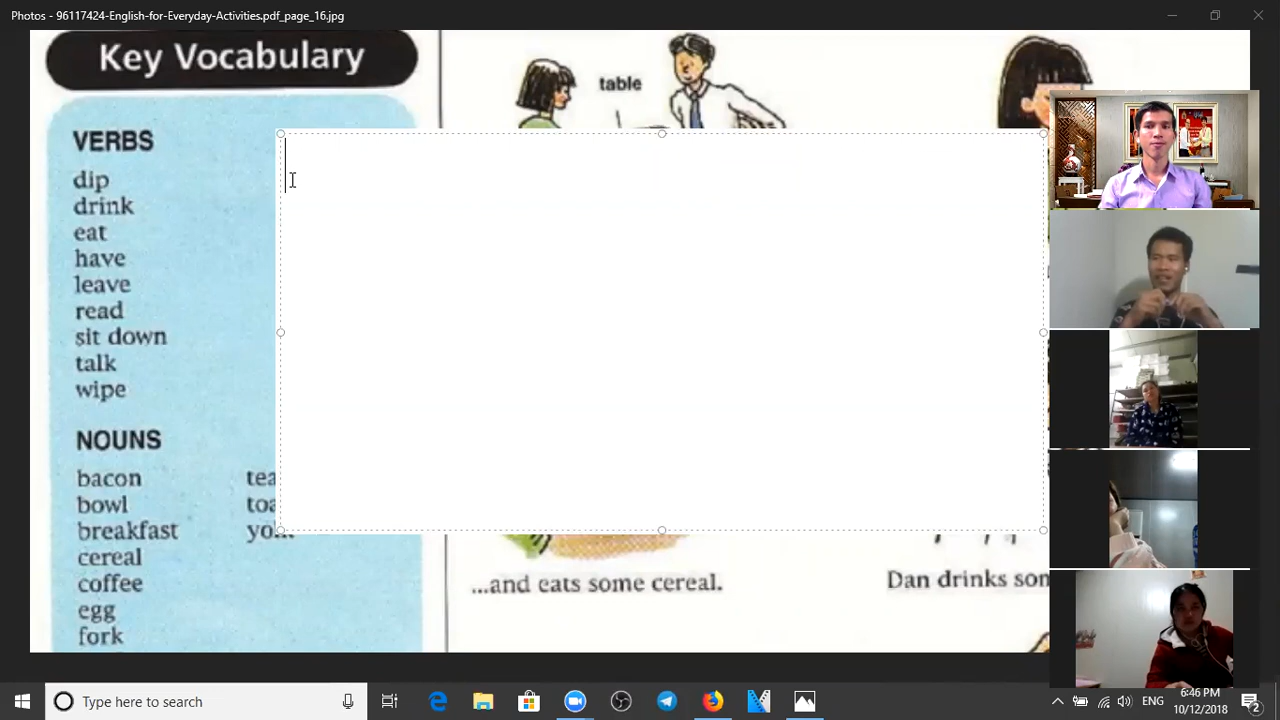 Photos - 96117424-English-for-Everyday-Activities.pdf_page_16.jpg
Key Vocabulary
VERBS
dip
drink
eat
have
leave
read
sit down
talk
wipe
NOUNS
bacon
bowl
breakfast
cereal
coffee
egg
fork
tea
table
...and eats some cereal.
Dan drinks
Type here to search
ENG
6:46 PM
10/12/2018
2